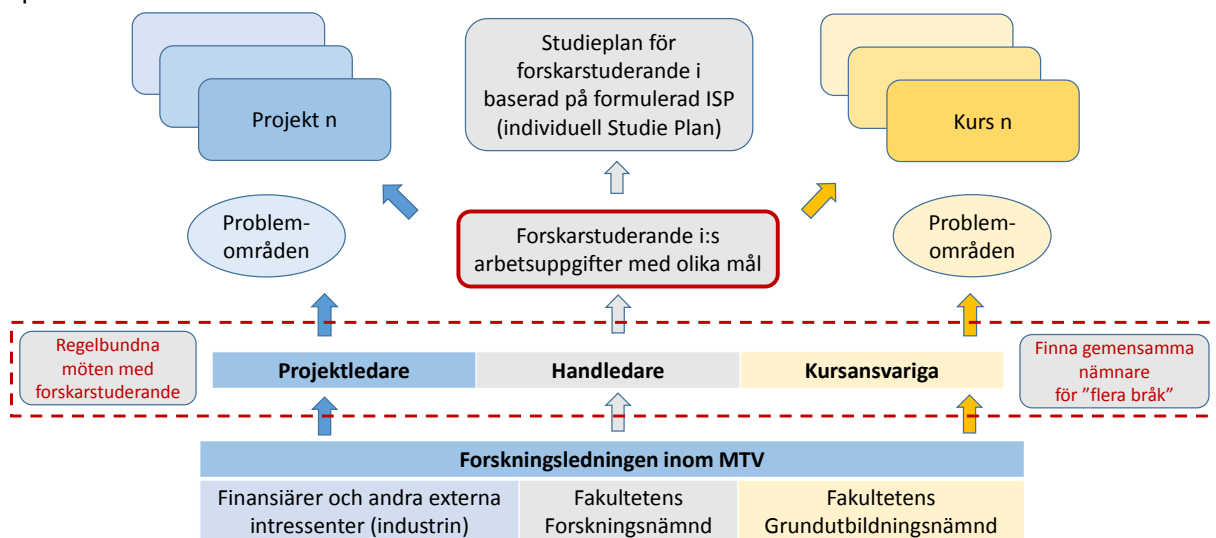 Studieplan för
forskarstuderande i
baserad på formulerad ISP
(individuell Studie Plan)
Projekt n
Kurs n
Problem-
områden
Forskarstuderande i:s
arbetsuppgifter med olika mål
Problem-
områden
Regelbundna
möten med
forskarstuderande
Projektledare
Handledare
Kursansvariga
Finna gemensamma
nämnare
för ”flera bråk”
Forskningsledningen inom MTV
Finansiärer och andra externa
intressenter (industrin)
Fakultetens
Forskningsnämnd
Fakultetens
Grundutbildningsnämnd